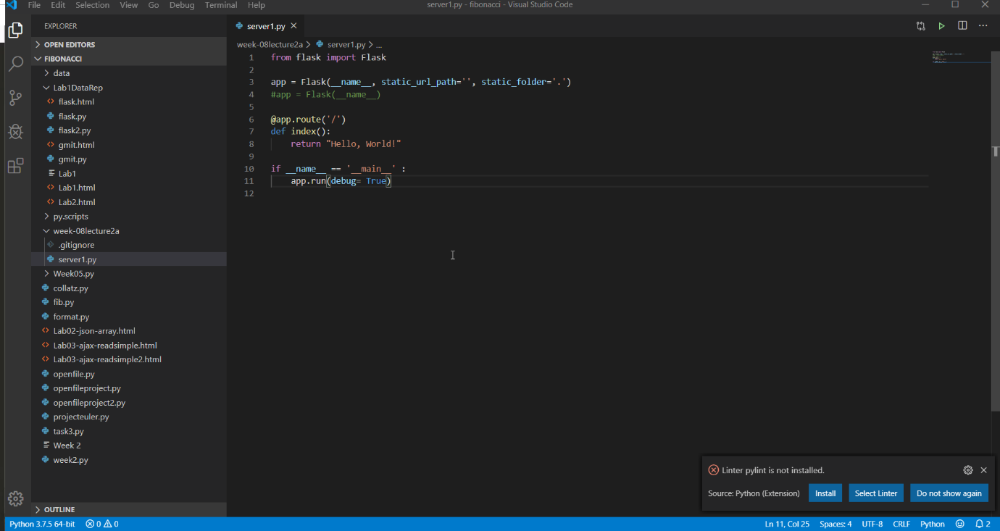 File Edit Selection View Go Debug Terminal Help
server1.py - fibonacci - Visual Studio Code
EXPLORER
OPEN EDITORS
FIBONACCI
data
Lab1DataRep
flask.html
flask.py
flask2.py
gmit.html
gmit.py
Lab1
Lab1.html
Lab2.html
py.scripts
week-08lecture2a
.gitignore
server1.py
Week05.py
collatz.py
fib.py
format.py
Lab02-json-array.html
Lab03-ajax-readsimple.html
Lab03-ajax-readsimple2.html
openfile.py
openfileproject.py
openfileproject2.py
projecteuler.py
task3.py
Week 2
week2.py
OUTLINE
server1.py
week-08lecture2a > server1.py > ...
1 from flask import Flask
2
3 app = Flask(__name__, static_url_path='', static_folder='.')
4 #app = Flask(__name__)
5
6 @app.route('/')
7 def index():
8 return "Hello, World!"
9
10 if __name__ == '__main__' :
11 app.run(debug= True)
12
Linter pylint is not installed.
Source: Python (Extension) Install Select Linter Do not show again
Python 3.7.5 64-bit 0 0 Ln 11, Col 25 Spaces: 4 UTF-8 CRLF Python 2